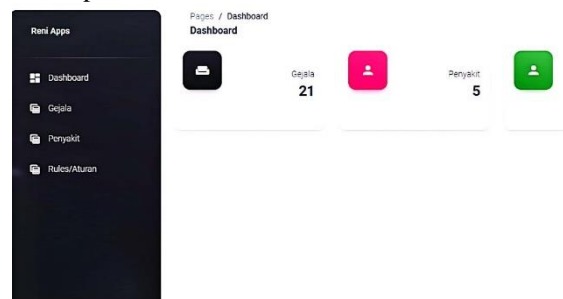 Reni Apps
Dashboard
Gejala
Penyakit
Rules/Aturan
Pages / Dashboard
Dashboard
Gejala
21
Penyakit
5